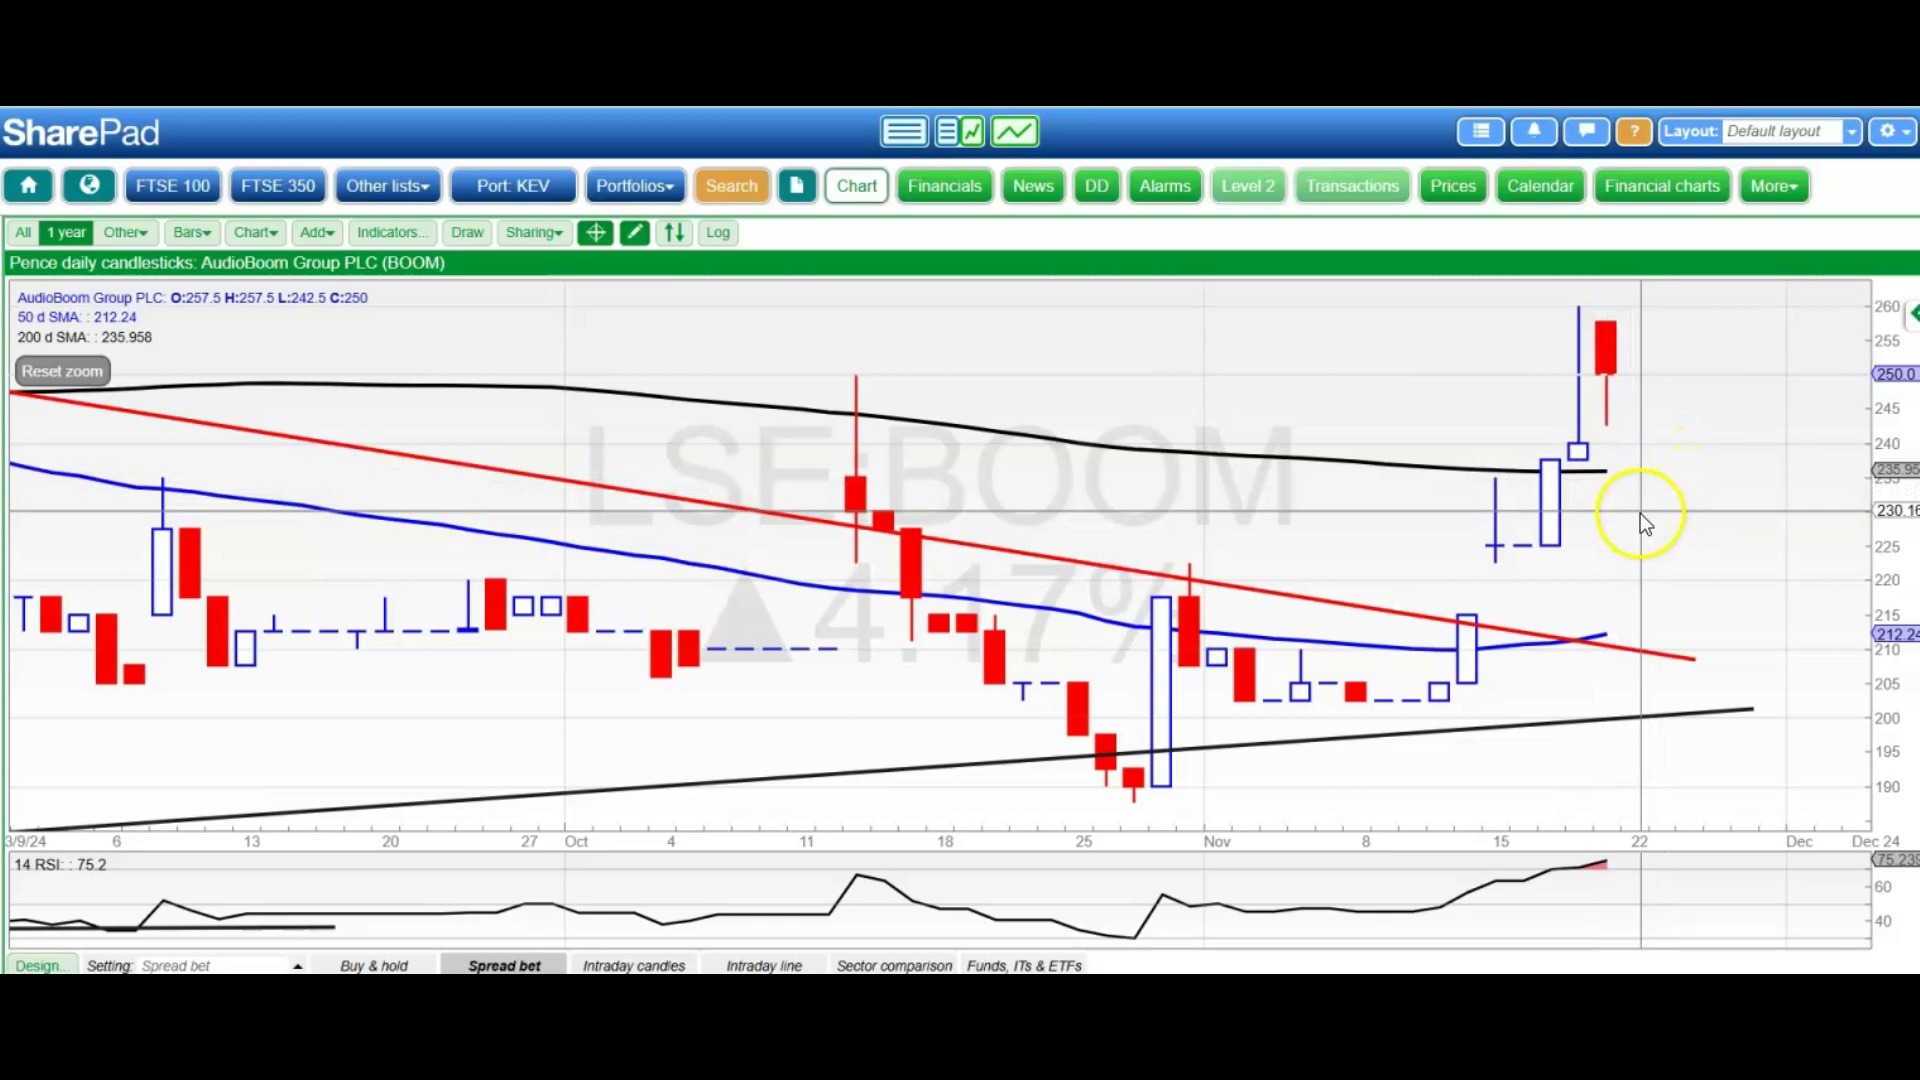 SharePad
Layout: Default layout
?
FTSE 100 FTSE 350 Other lists Port: KEV Portfolios Search Chart Financials News DD Alarms Level 2 Transactions Prices Calendar Financial charts More
All 1 year Other Bars Chart Add Indicators... Draw Sharing Log
Pence daily candlesticks: AudioBoom Group PLC (BOOM)
AudioBoom Group PLC: O:257.5 H:257.5 L:242.5 C:250
50 d SMA: : 212.24
200 d SMA: : 235.958
Reset zoom
LSE:BOOM
▲4.17%
260
255
250.0
245
240
235.95
235
230.16
225
220
215
212.24
210
205
200
195
190
3/9/24 6 13 20 27 Oct 4 11 18 25 Nov 8 15 22 Dec Dec 24
14 RSI: : 75.2
75.239
60
40
Design... Setting: Spread bet Buy & hold Spread bet Intraday candles Intraday line Sector comparison Funds, ITs & ETFs